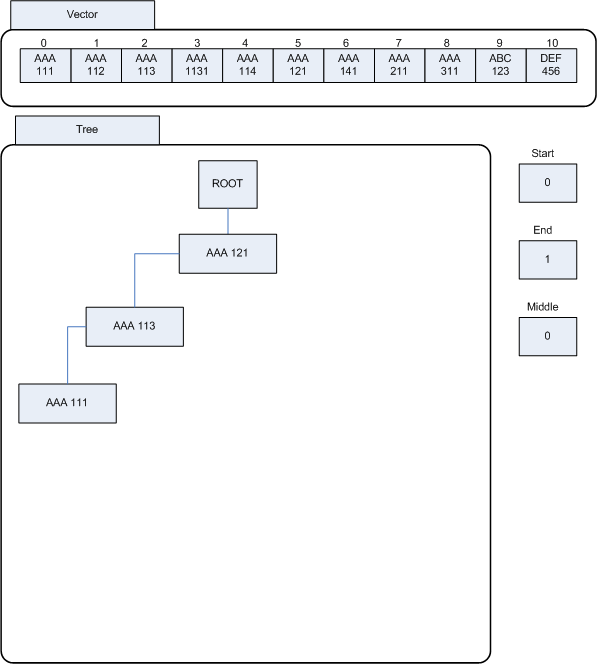 Vector
0 1 2 3 4 5 6 7 8 9 10
AAA AAA AAA AAA AAA AAA AAA AAA AAA ABC DEF
111 112 113 1131 114 121 141 211 311 123 456
Tree
Start
ROOT
0
End
AAA 121
1
Middle
AAA 113
0
AAA 111